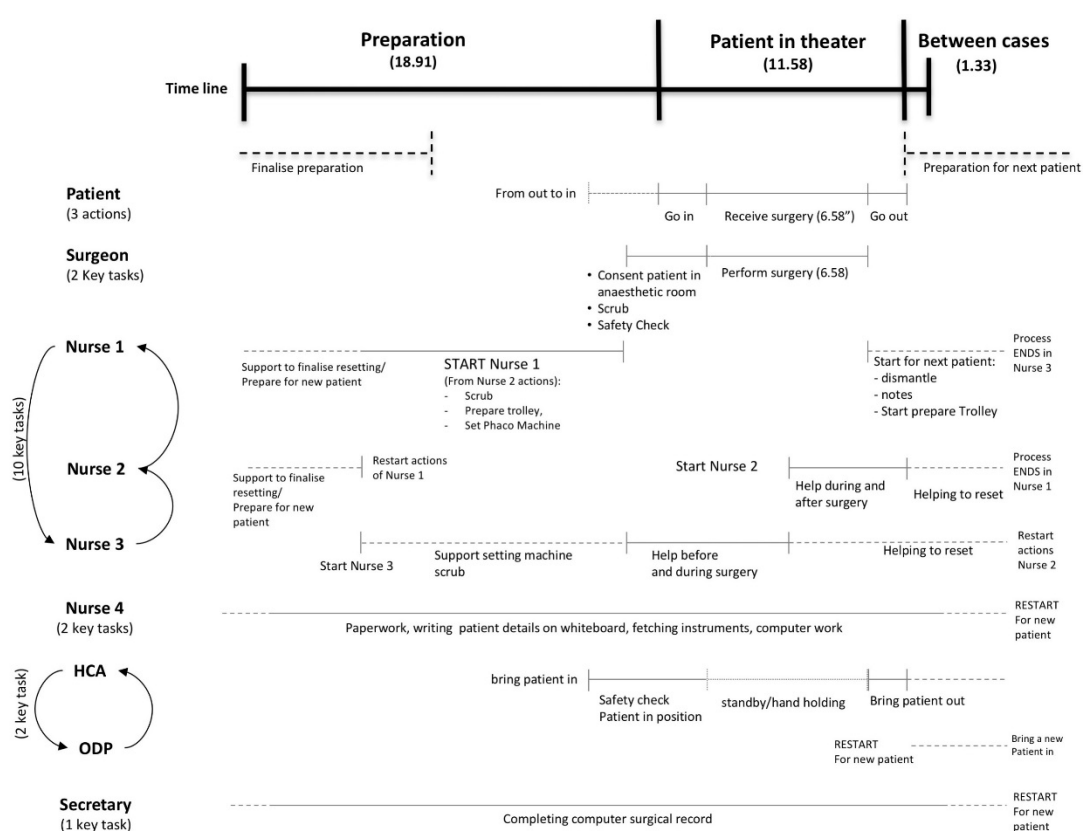 Preparation
(18.91)
Patient in theater
(11.58)
Between cases
(1.33)
Time line
Finalise preparation
Preparation for next patient
Patient
(3 actions)
From out to in
Go in
Receive surgery (6.58”)
Go out
Surgeon
(2 Key tasks)
• Consent patient in
anaesthetic room
• Scrub
• Safety Check
Perform surgery (6.58)
(10 key tasks)
Nurse 1
Support to finalise resetting/
Prepare for new patient
START Nurse 1
(From Nurse 2 actions):
- Scrub
- Prepare trolley,
- Set Phaco Machine
Start for next patient:
- dismantle
- notes
- Start prepare Trolley
Process
ENDS in
Nurse 3
Nurse 2
Support to finalise
resetting/
Prepare for new
patient
Restart actions
of Nurse 1
Start Nurse 2
Help during and
after surgery
Helping to reset
Process
ENDS in
Nurse 1
Nurse 3
Start Nurse 3
Support setting machine
scrub
Help before
and during surgery
Helping to reset
Restart
actions
Nurse 2
Nurse 4
(2 key tasks)
Paperwork, writing patient details on whiteboard, fetching instruments, computer work
RESTART
For new
patient
(2 key task)
HCA
bring patient in
Safety check
Patient in position
standby/hand holding
Bring patient out
ODP
RESTART
For new patient
Bring a new
Patient in
Secretary
(1 key task)
Completing computer surgical record
RESTART
For new
patient